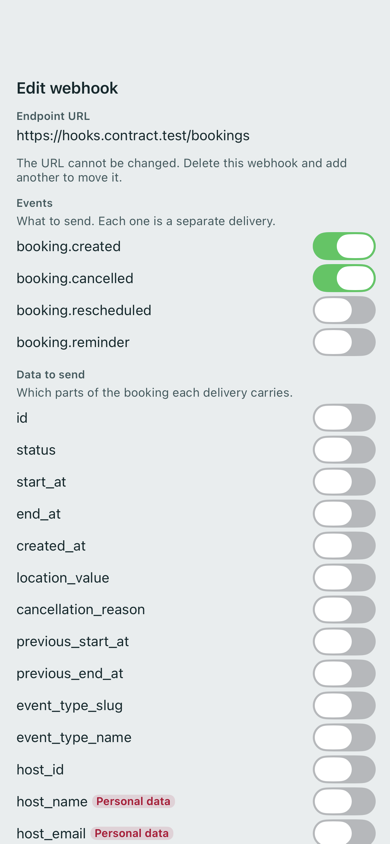 Edit webhook
Endpoint URL
https://hooks.contract.test/bookings
The URL cannot be changed. Delete this webhook and add
another to move it.
Events
What to send. Each one is a separate delivery.
booking.created
booking.cancelled
booking.rescheduled
booking.reminder
Data to send
Which parts of the booking each delivery carries.
id
status
start_at
end_at
created_at
location_value
cancellation_reason
previous_start_at
previous_end_at
event_type_slug
event_type_name
host_id
host_name Personal data
host_email Personal data